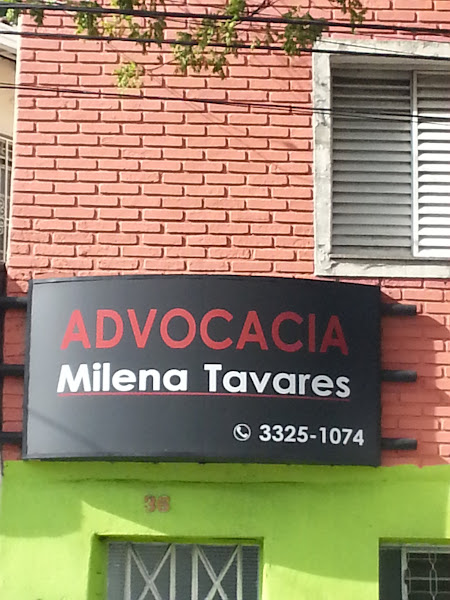 ADVOCACIA
Milena Tavares
3325-1074